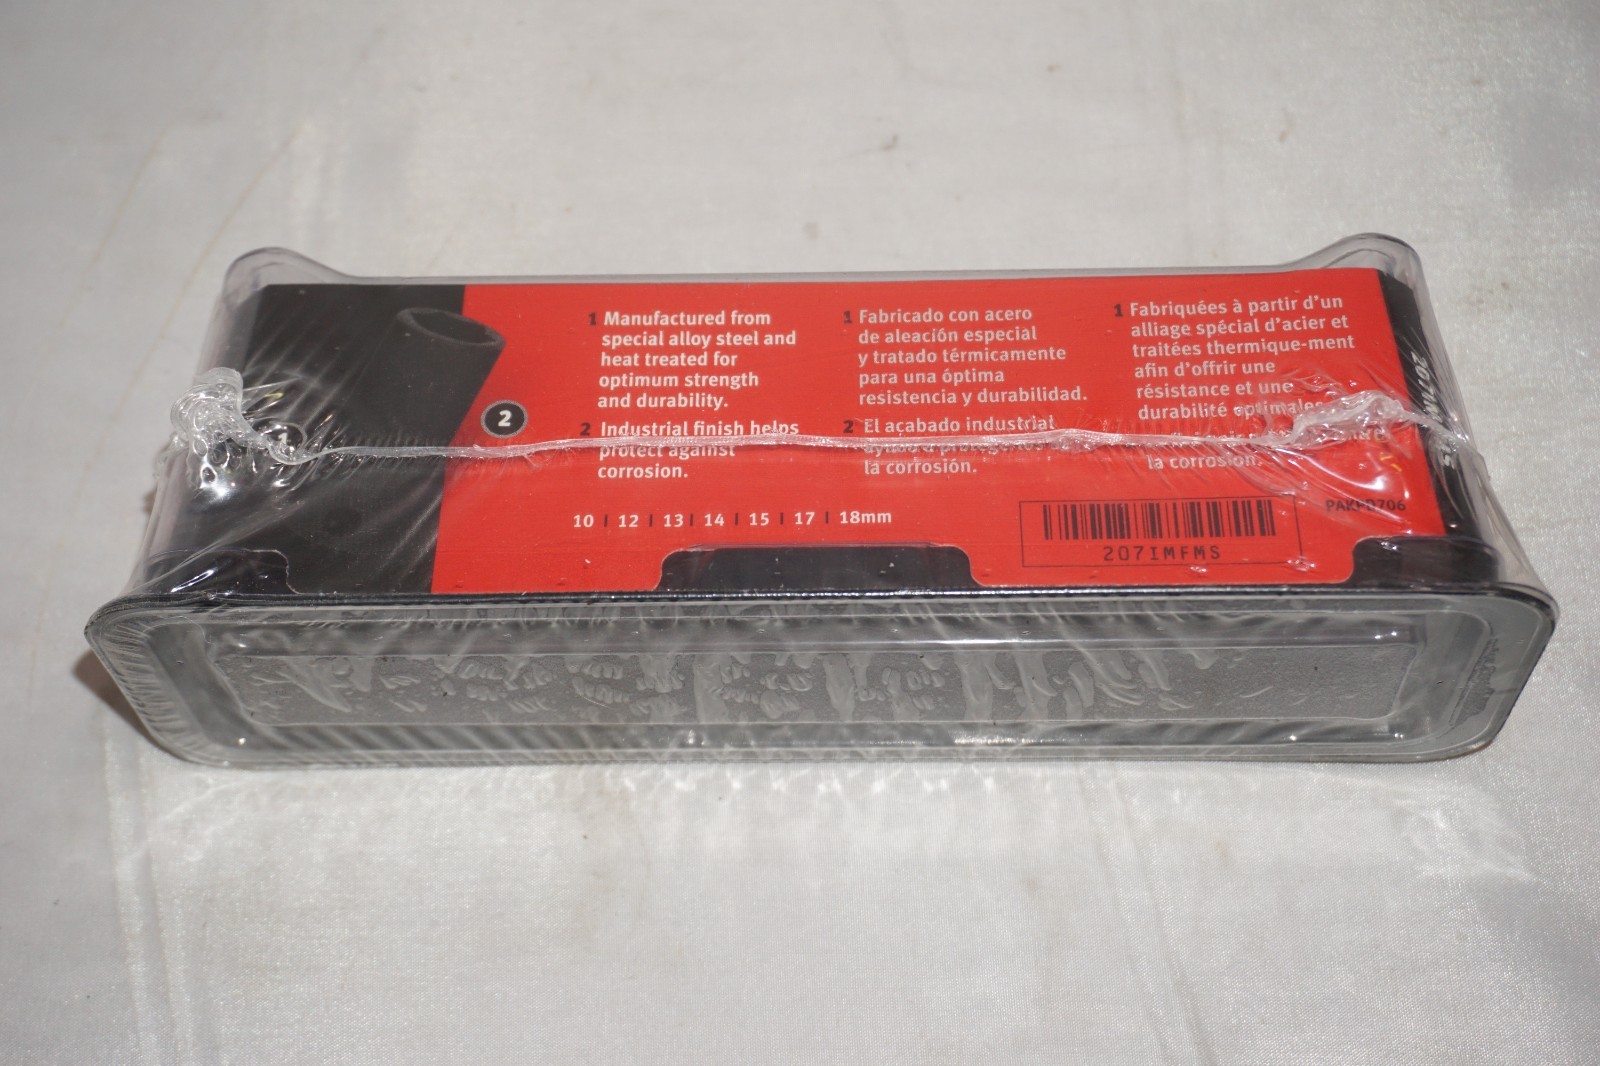 1
2
1 Manufactured from
special alloy steel and
heat treated for
optimum strength
and durability.
2 Industrial finish helps
protect against
corrosion.
1 Fabricado con acero
de aleación especial
y tratado térmicamente
para una óptima
resistencia y durabilidad.
2 El acabado industrial
la corrosión.
1 Fabriquées à partir d'un
alliage spécial d'acier et
traitées thermique-ment
afin d'offrir une
résistance et une
durabilité optimales
la corrosion.
10 | 12 | 13 | 14 | 15 | 17 | 18mm
207IMFMS